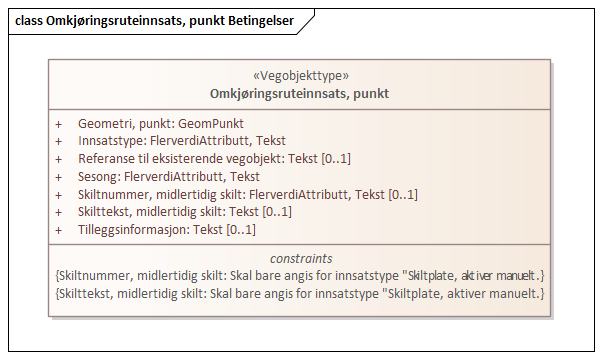 class Omkjøringsruteinnsats, punkt Betingelser
«Vegobjekttype»
Omkjøringsruteinnsats, punkt
+ Geometri, punkt: GeomPunkt
+ Innsatstype: FlerverdiAttributt, Tekst
+ Referanse til eksisterende vegobjekt: Tekst [0..1]
+ Sesong: FlerverdiAttributt, Tekst
+ Skiltnummer, midlertidig skilt: FlerverdiAttributt, Tekst [0..1]
+ Skilttekst, midlertidig skilt: Tekst [0..1]
+ Tilleggsinformasjon: Tekst [0..1]
constraints
{Skiltnummer, midlertidig skilt: Skal bare angis for innsatstype "Skiltplate, aktiver manuelt.}
{Skilttekst, midlertidig skilt: Skal bare angis for innsatstype "Skiltplate, aktiver manuelt.}